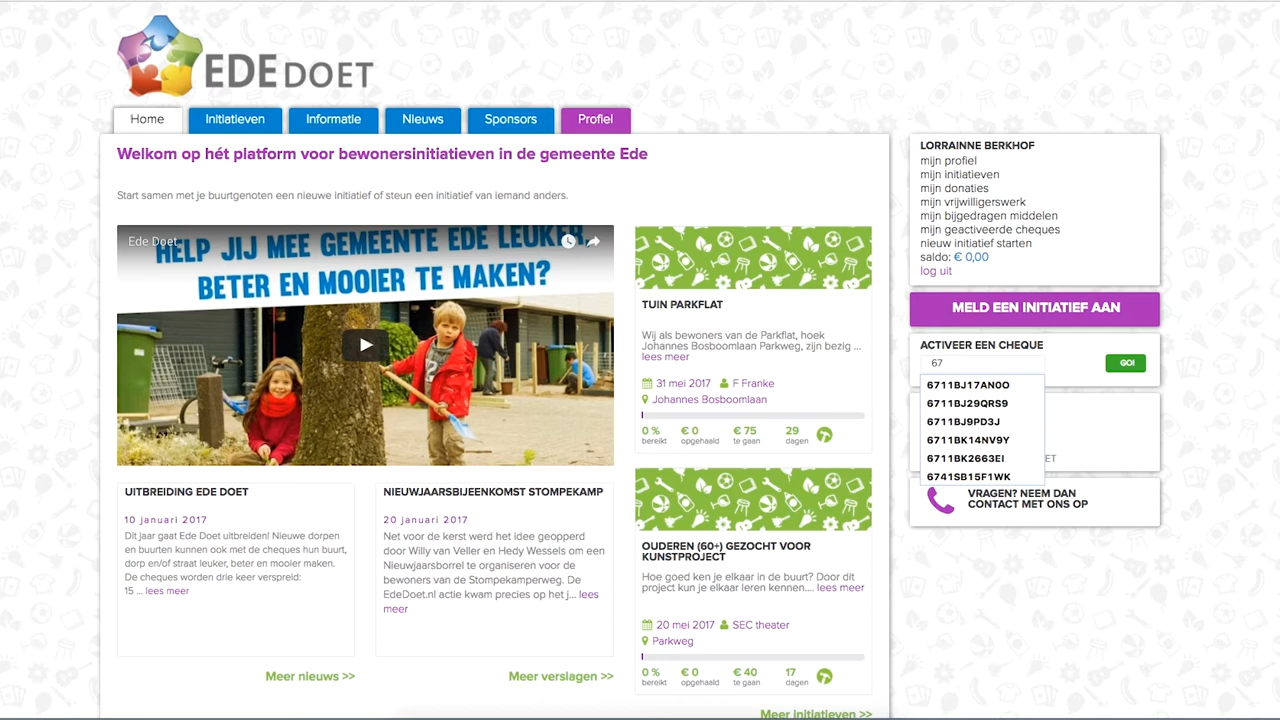 EDE DOET
Home
Initiatieven
Informatie
Nieuws
Sponsors
Profiel
Welkom op hét platform voor bewonersinitiatieven in de gemeente Ede
Start samen met je buurtgenoten een nieuwe initiatief of steun een initiatief van iemand anders.
Ede Doet
HELP JIJ MEE GEMEENTE EDE LEUKER
BETER EN MOOIER TE MAKEN?
UITBREIDING EDE DOET
10 januari 2017
Dit jaar gaat Ede Doet uitbreiden! Nieuwe dorpen
en buurten kunnen ook met de cheques hun buurt,
dorp en/of straat leuker, beter en mooier maken.
De cheques worden drie keer verspreid:
15 ... lees meer
Meer nieuws >>
NIEUWJAARSBIJEENKOMST STOMPEKAMP
20 januari 2017
Net voor de kerst werd het idee geopperd
door Willy van Veller en Hedy Wessels om een
Nieuwjaarsborrel te organiseren voor de
bewoners van de Stompekamperweg. De
EdeDoet.nl actie kwam precies op het j... lees
meer
Meer verslagen >>
TUIN PARKFLAT
Wij als bewoners van de Parkflat, hoek
Johannes Bosboomlaan Parkweg, zijn bezig ...
lees meer
31 mei 2017 F Franke
Johannes Bosboomlaan
0 % € 0 € 75 29
bereikt opgehaald te gaan dagen
OUDEREN (60+) GEZOCHT VOOR
KUNSTPROJECT
Hoe goed ken je elkaar in de buurt? Door dit
project kun je elkaar leren kennen.... lees meer
20 mei 2017 SEC theater
Parkweg
0 % € 0 € 40 17
bereikt opgehaald te gaan dagen
Meer Initiatieven >>
LORRAINNE BERKHOF
mijn profiel
mijn initiatieven
mijn donaties
mijn vrijwilligerswerk
mijn bijgedragen middelen
mijn geactiveerde cheques
nieuw initiatief starten
saldo: € 0,00
log uit
MELD EEN INITIATIEF AAN
ACTIVEER EEN CHEQUE
67
GO!
6711BJ17AN0O
6711BJ29QRS9
6711BJ9PD3J
6711BK14NV9Y
6711BK2663EI
6741SB15F1WK
ET
VRAGEN? NEEM DAN
CONTACT MET ONS OP